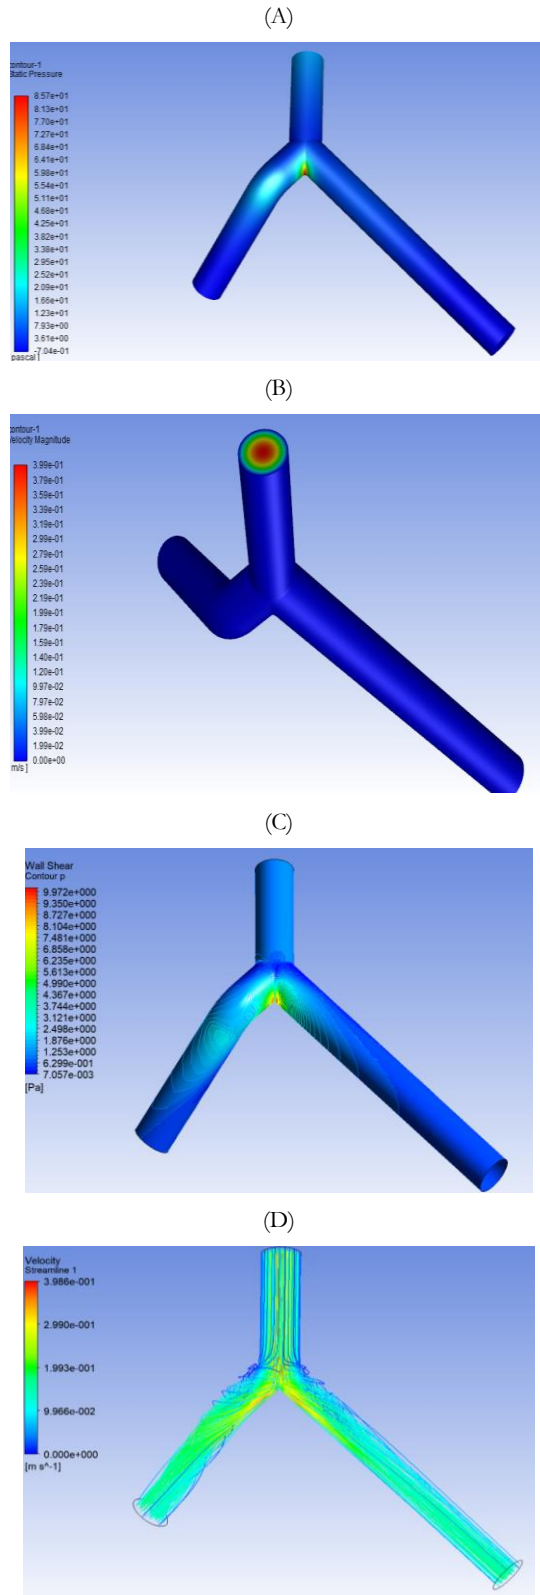 (A)
contour-1
Static Pressure
8.57e+01
8.13e+01
7.70e+01
7.27e+01
6.84e+01
6.41e+01
5.98e+01
5.54e+01
5.11e+01
4.68e+01
4.25e+01
3.82e+01
3.38e+01
2.95e+01
2.52e+01
2.09e+01
1.66e+01
1.23e+01
7.93e+00
3.61e+00
-7.04e-01
pascal ]
(B)
contour-1
Velocity Magnitude
3.99e-01
3.79e-01
3.59e-01
3.39e-01
3.19e-01
2.99e-01
2.79e-01
2.59e-01
2.39e-01
2.19e-01
1.99e-01
1.79e-01
1.59e-01
1.40e-01
1.20e-01
9.97e-02
7.97e-02
5.98e-02
3.99e-02
1.99e-02
0.00e+00
m/s ]
(C)
Wall Shear
Contour p
9.972e+000
9.350e+000
8.727e+000
8.104e+000
7.481e+000
6.858e+000
6.235e+000
5.613e+000
4.990e+000
4.367e+000
3.744e+000
3.121e+000
2.498e+000
1.876e+000
1.253e+000
6.299e-001
7.057e-003
[Pa]
(D)
Velocity
Streamline 1
3.986e-001
2.990e-001
1.993e-001
9.966e-002
0.000e+000
[m s^-1]